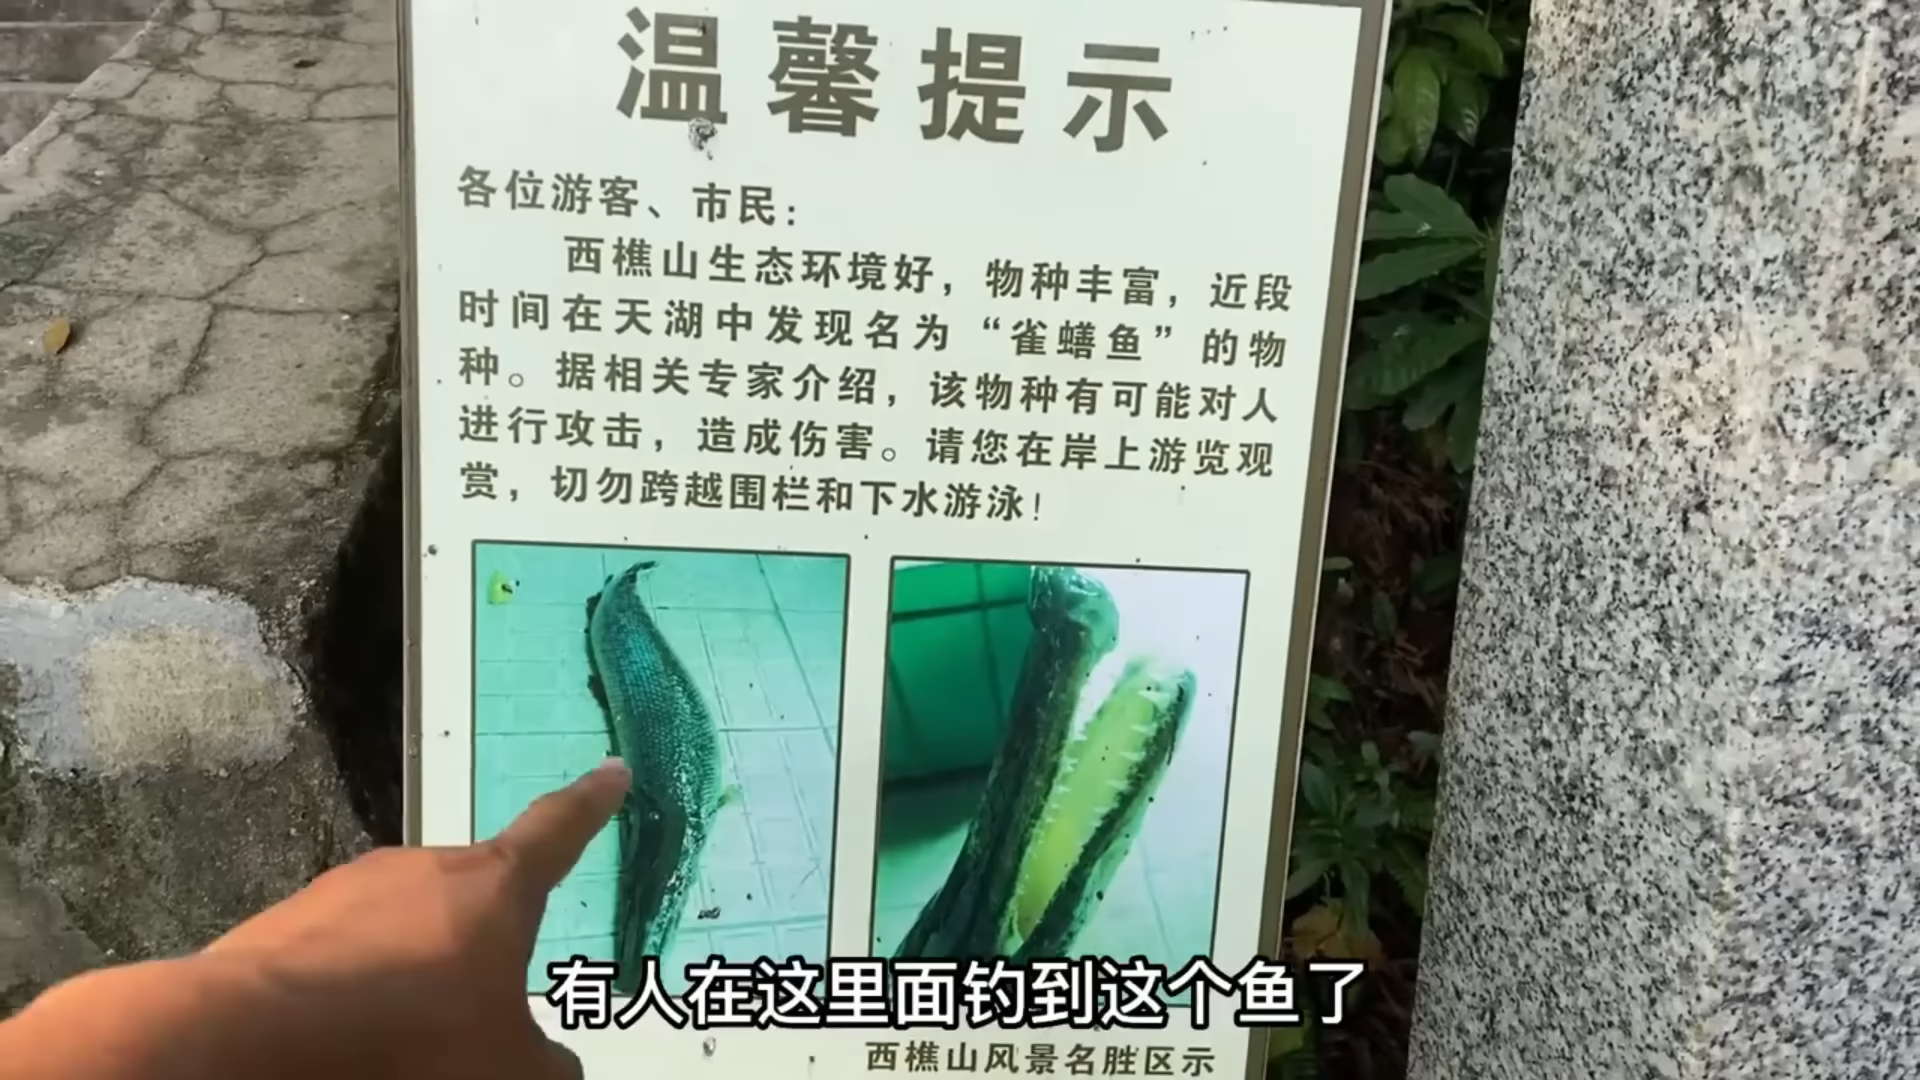 温馨提示
各位游客、市民：
西樵山生态环境好，物种丰富，近段
时间在天湖中发现名为“雀鳝鱼”的物
种。据相关专家介绍，该物种有可能对人
进行攻击，造成伤害。请您在岸上游览观
赏，切勿跨越围栏和下水游泳！
有人在这里面钓到这个鱼了
西樵山风景名胜区示